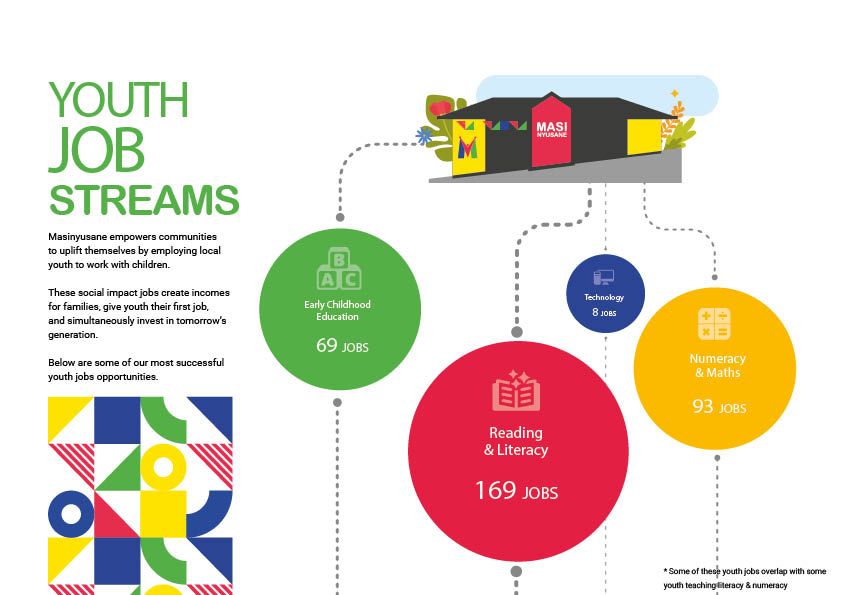 YOUTH
JOB
STREAMS
Masinyusane empowers communities
to uplift themselves by employing local
youth to work with children.
These social impact jobs create incomes
for families, give youth their first job,
and simultaneously invest in tomorrow's
generation.
Below are some of our most successful
youth jobs opportunities.
M
MASI
NYUSANE
B
A C
Early Childhood
Education
69 JOBS
Technology
8 JOBS
Reading
& Literacy
169 JOBS
Numeracy
& Maths
93 JOBS
* Some of these youth jobs overlap with some
youth teaching literacy & numeracy